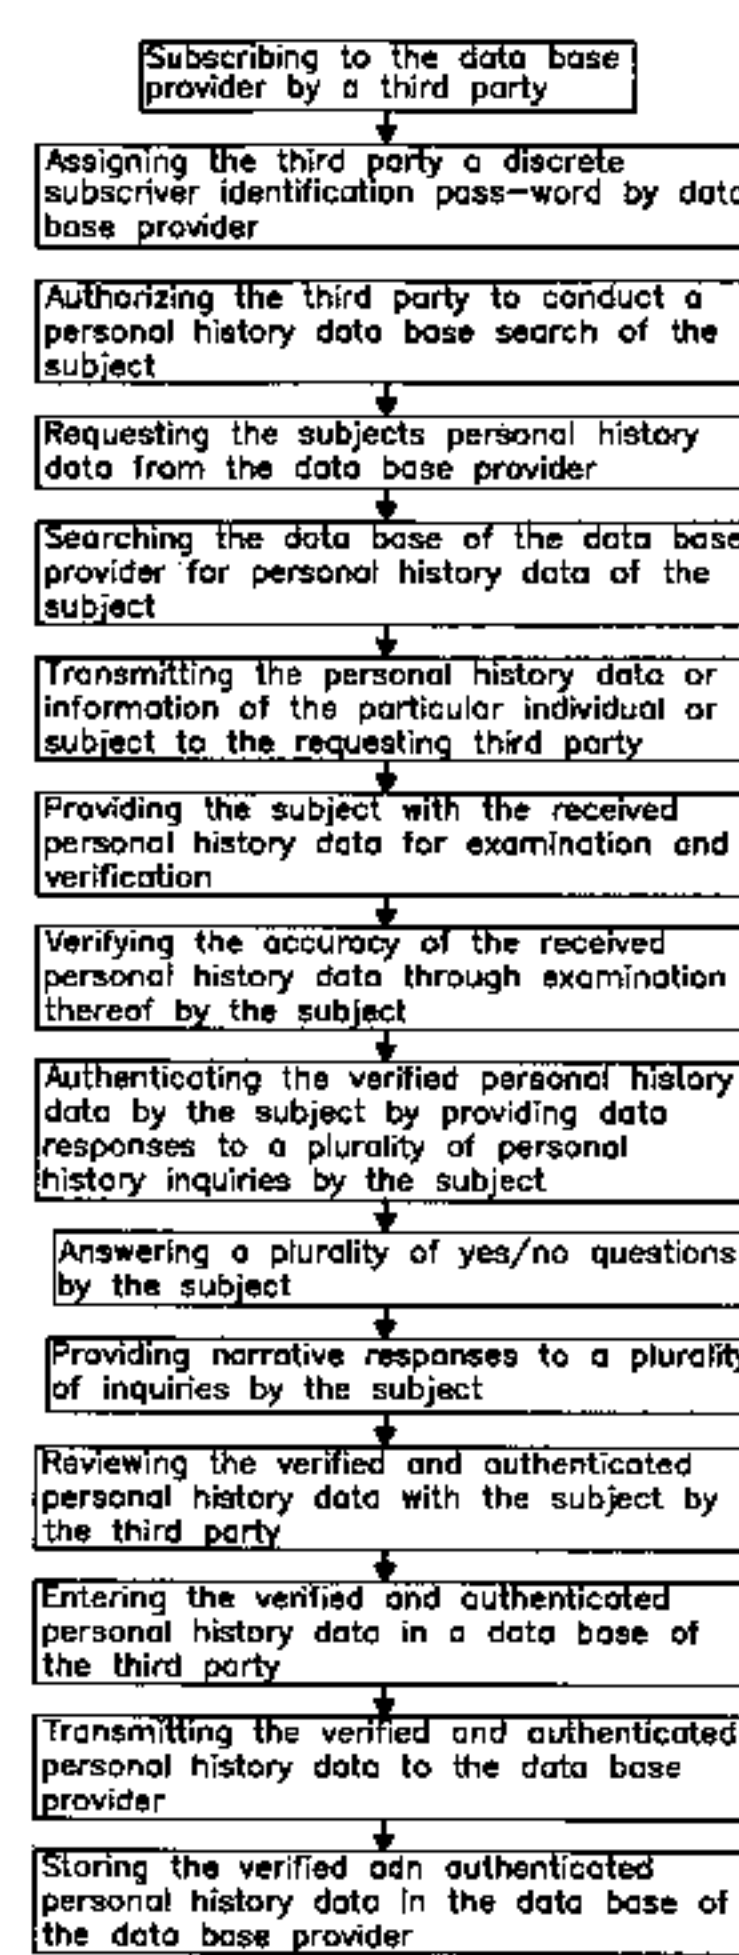 Subscribing to the data base
provider by a third party
Assigning the third party a discrete
subscriver identification pass-word by data
base provider
Authorizing the third party to conduct a
personal history data base search of the
subject
Requesting the subjects personal history
data from the data base provider
Searching the data base of the data base
provider for personal history data of the
subject
Transmitting the personal history data or
information of the particular individual or
subject to the requesting third party
Providing the subject with the received
personal history data for examination and
verification
Verifying the accuracy of the received
personal history data through examination
thereof by the subject
Authenticating the verified personal history
data by the subject by providing data
responses to a plurality of personal
history inquiries by the subject
Answering a plurality of yes/no questions
by the subject
Providing narrative responses to a plurality
of inquiries by the subject
Reviewing the verified and authenticated
personal history data with the subject by
the third party
Entering the verified and authenticated
personal history data in a data base of
the third party
Transmitting the verified and authenticated
personal history data to the data base
provider
Storing the verified adn authenticated
personal history data in the data base of
the data base provider